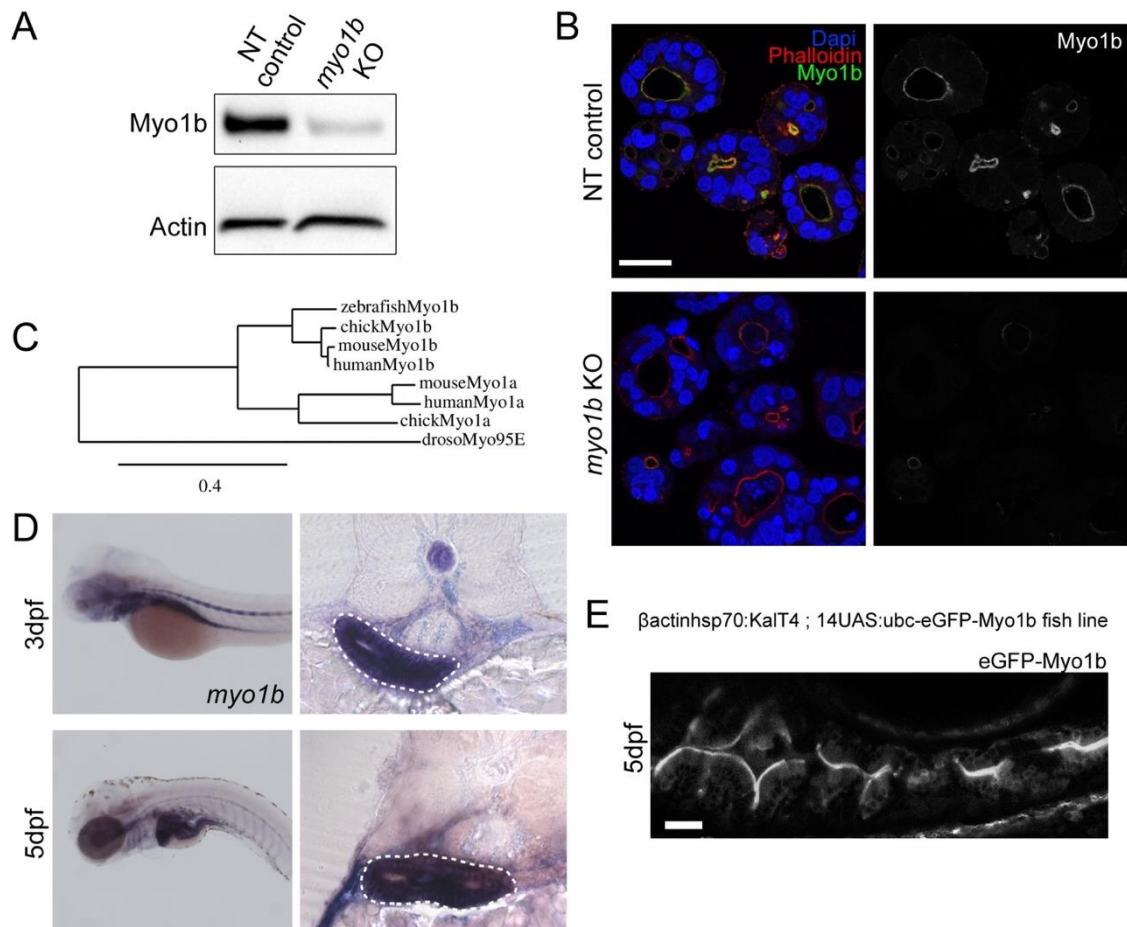 A
NT
control
myo1b
KO
Myo1b
Actin
B
Dapi
Phalloidin
Myo1b
Myo1b
NT control
myo1b KO
C
zebrafishMyo1b
chickMyo1b
mouseMyo1b
humanMyo1b
mouseMyo1a
humanMyo1a
chickMyo1a
drosoMyo95E
0.4
D
3dpf
myo1b
5dpf
E
βactinhsp70:KalT4 ; 14UAS:ubc-eGFP-Myo1b fish line
eGFP-Myo1b
5dpf